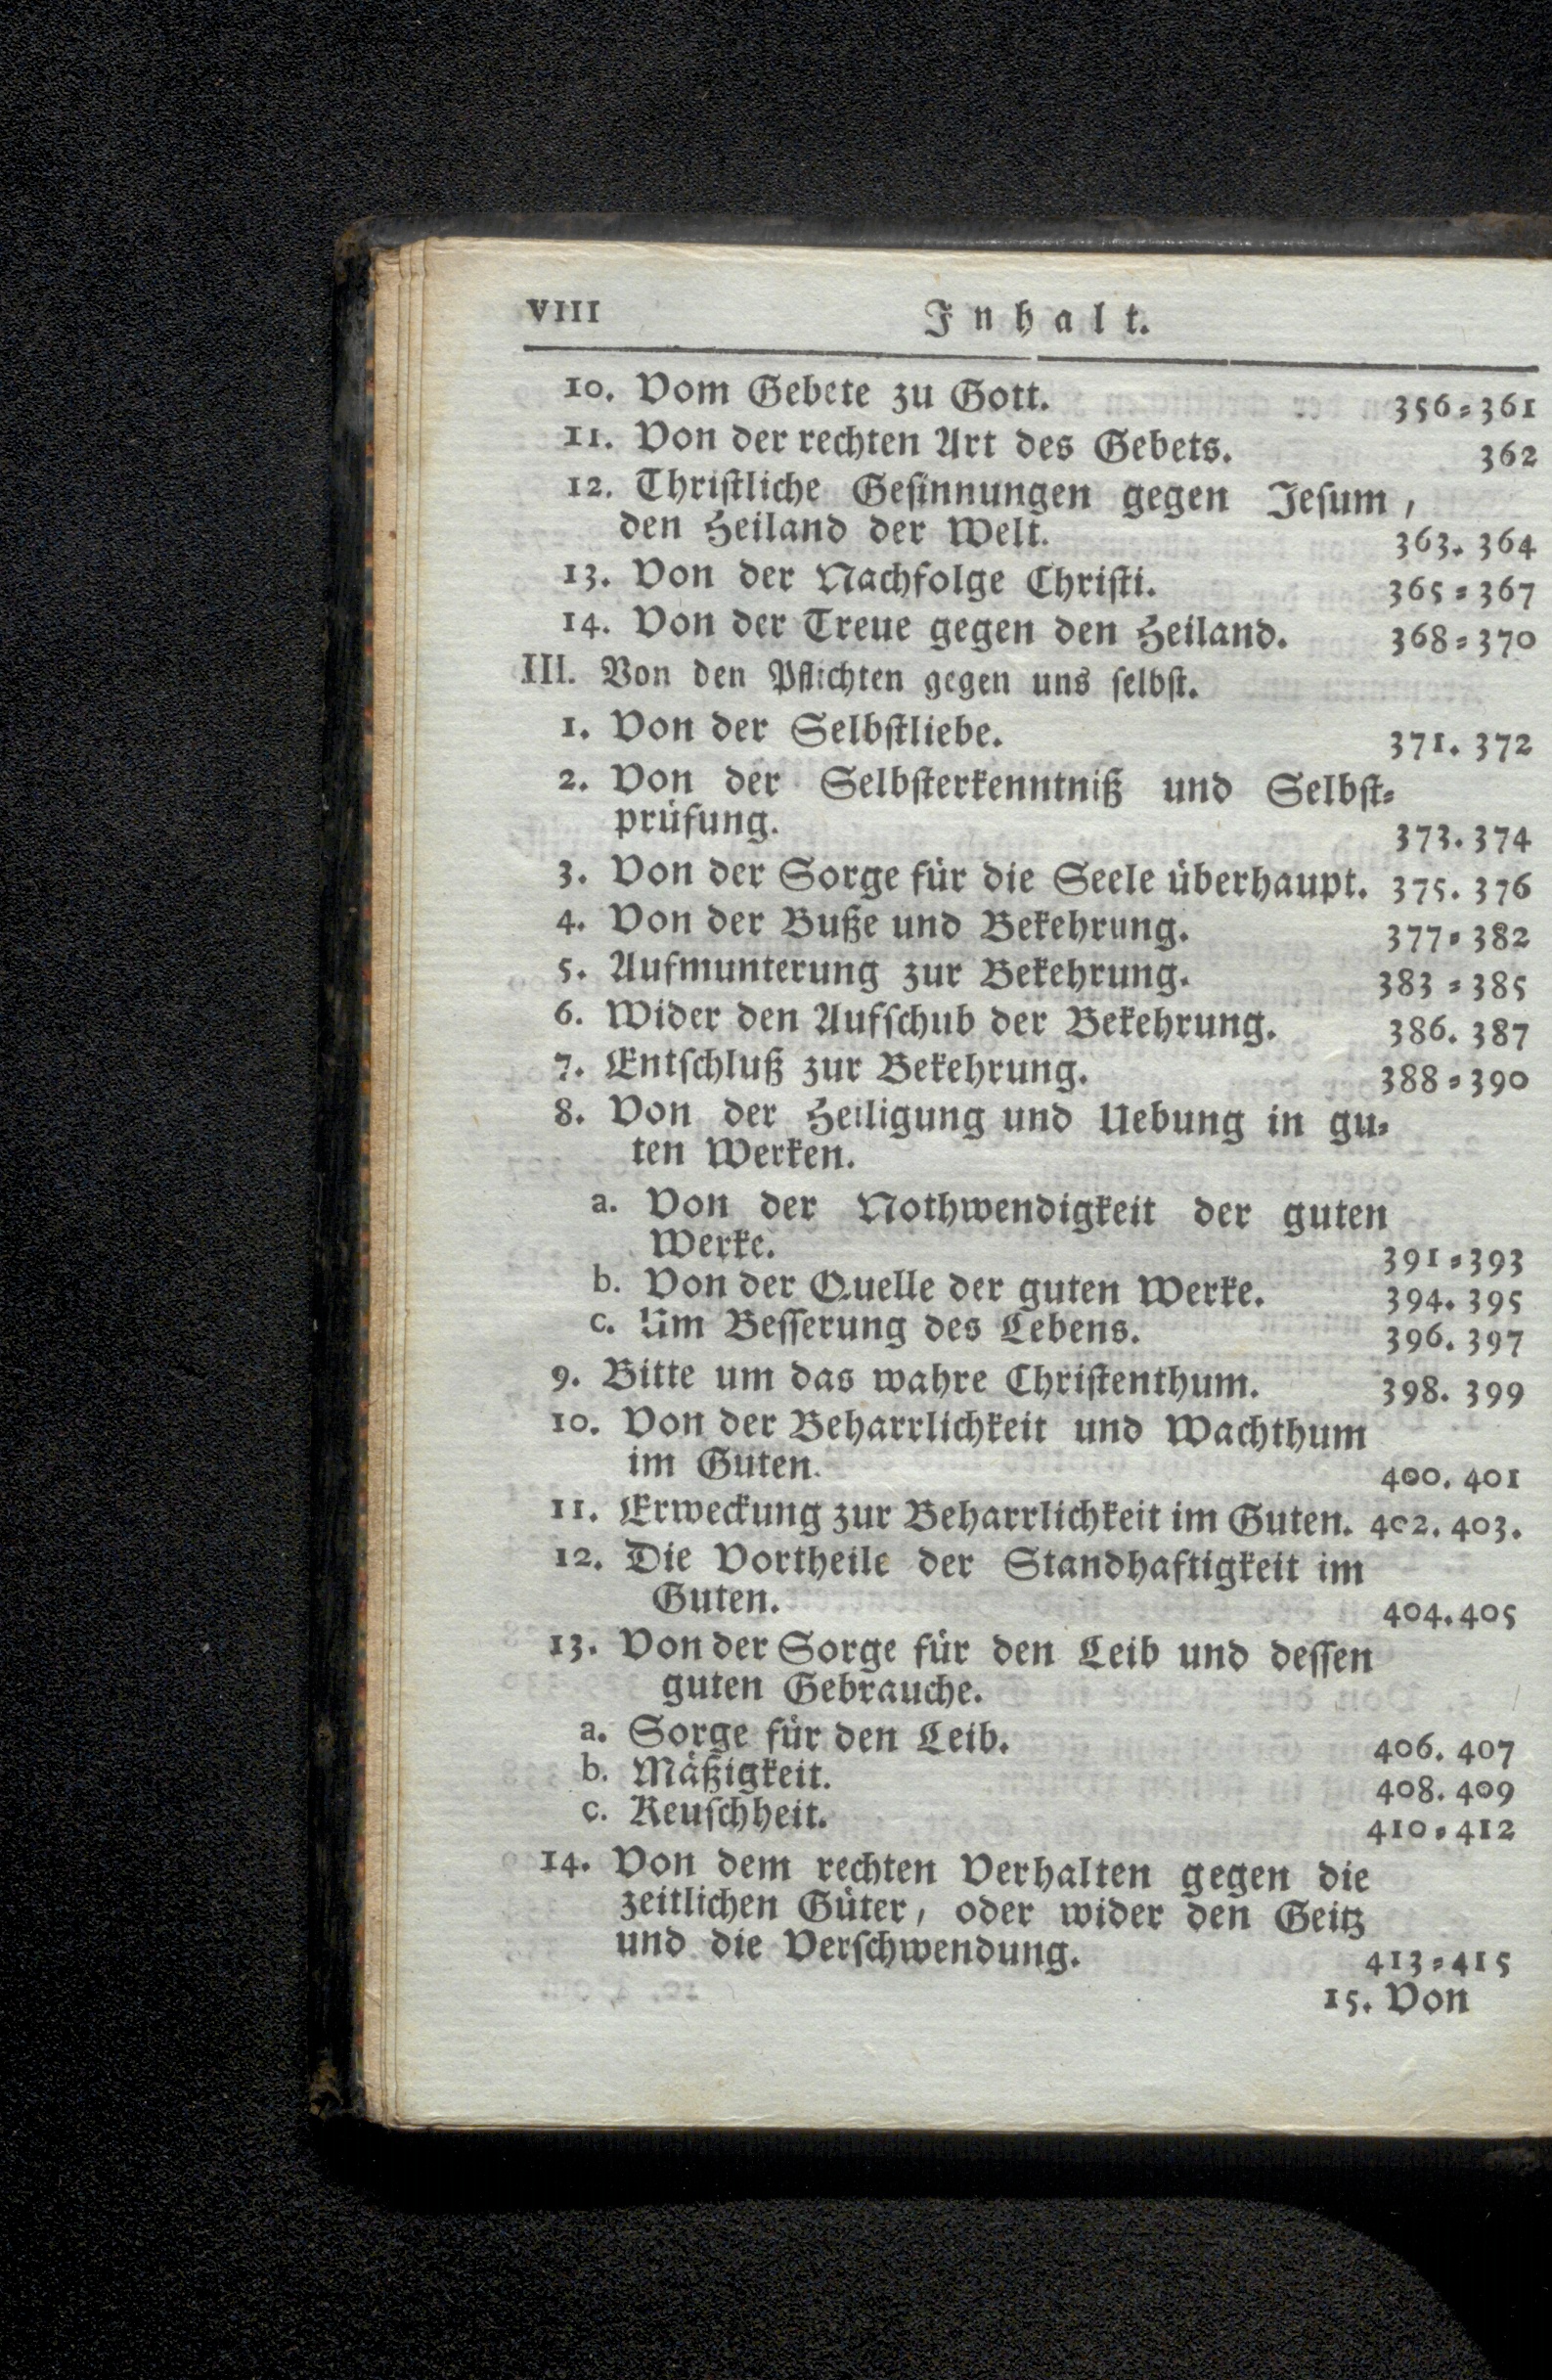 VIII Inhalt.
10. Vom Gebete zu Gott. 356=361
11. Von der rechten Art des Gebets. 362
12. Christliche Gesinnungen gegen Jesum,
den Heiland der Welt. 363. 364
13. Von der Nachfolge Christi. 365=367
14. Von der Treue gegen den Heiland. 368=370
III. Von den Pflichten gegen uns selbst.
1. Von der Selbstliebe. 371. 372
2. Von der Selbsterkenntniß und Selbst=
prüfung. 373. 374
3. Von der Sorge für die Seele überhaupt. 375. 376
4. Von der Buße und Bekehrung. 377=382
5. Aufmunterung zur Bekehrung. 383=385
6. Wider den Aufschub der Bekehrung. 386. 387
7. Entschluß zur Bekehrung. 388=390
8. Von der Heiligung und Uebung in gu=
ten Werken.
a. Von der Nothwendigkeit der guten
Werke. 391=393
b. Von der Quelle der guten Werke. 394. 395
c. Um Besserung des Lebens. 396. 397
9. Bitte um das wahre Christenthum. 398. 399
10. Von der Beharrlichkeit und Wachthum
im Guten. 400. 401
11. Erweckung zur Beharrlichkeit im Guten. 402. 403.
12. Die Vortheile der Standhaftigkeit im
Guten. 404. 405
13. Von der Sorge für den Leib und dessen
guten Gebrauche.
a. Sorge für den Leib. 406. 407
b. Mäßigkeit. 408. 409
c. Keuschheit. 410=412
14. Von dem rechten Verhalten gegen die
zeitlichen Güter, oder wider den Geitz
und die Verschwendung. 413=415
15. Von